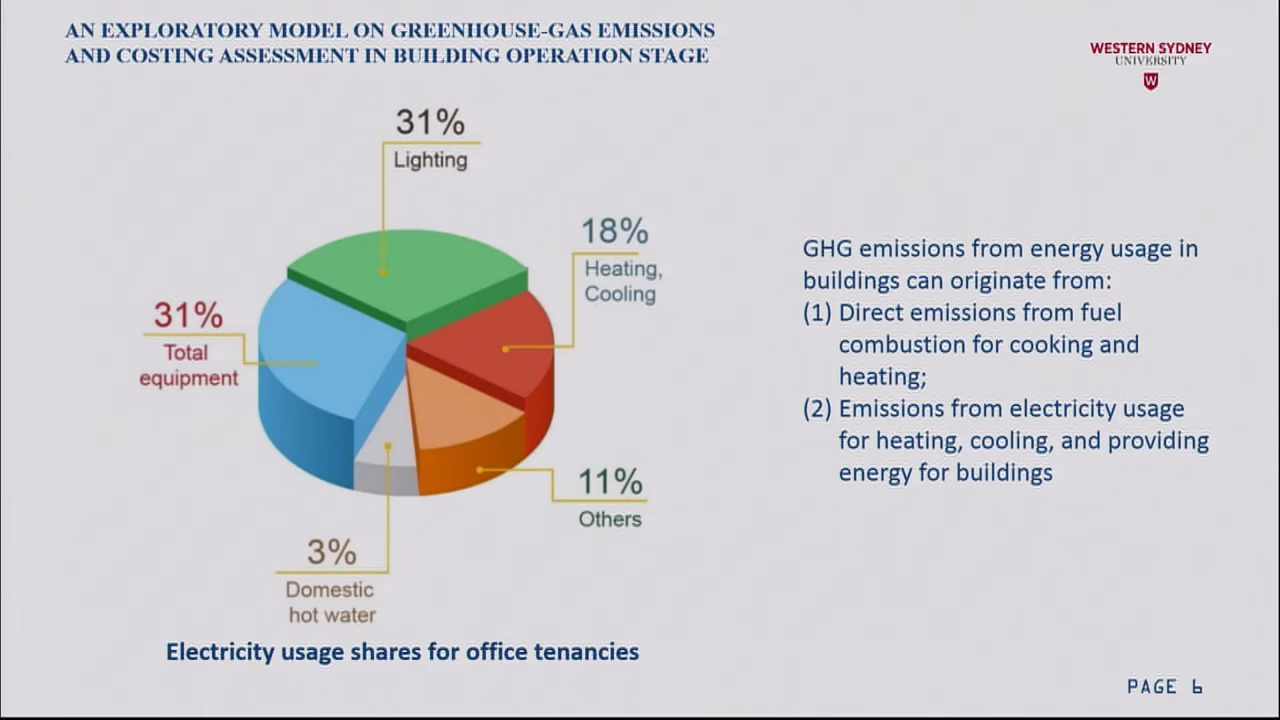 AN EXPLORATORY MODEL ON GREENHOUSE-GAS EMISSIONS
AND COSTING ASSESSMENT IN BUILDING OPERATION STAGE
WESTERN SYDNEY
UNIVERSITY
W
31%
Lighting
18%
Heating,
Cooling
31%
Total
equipment
11%
Others
3%
Domestic
hot water
Electricity usage shares for office tenancies
GHG emissions from energy usage in
buildings can originate from:
(1) Direct emissions from fuel
combustion for cooking and
heating;
(2) Emissions from electricity usage
for heating, cooling, and providing
energy for buildings
PAGE 6